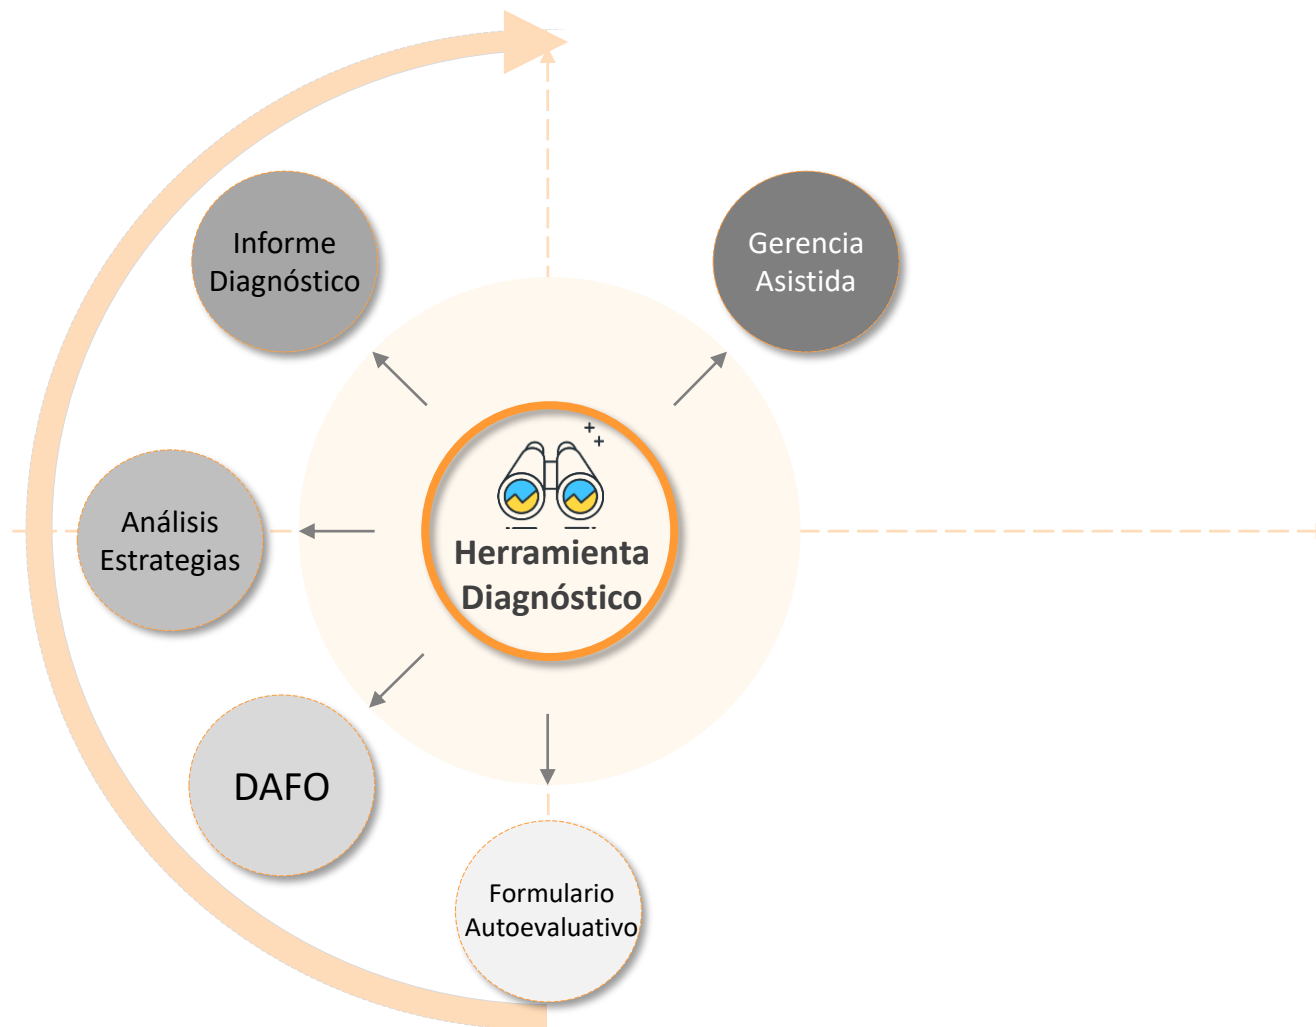 Informe
Diagnóstico
Gerencia
Asistida
Análisis
Estrategias
Herramienta
Diagnóstico
DAFO
Formulario
Autoevaluativo